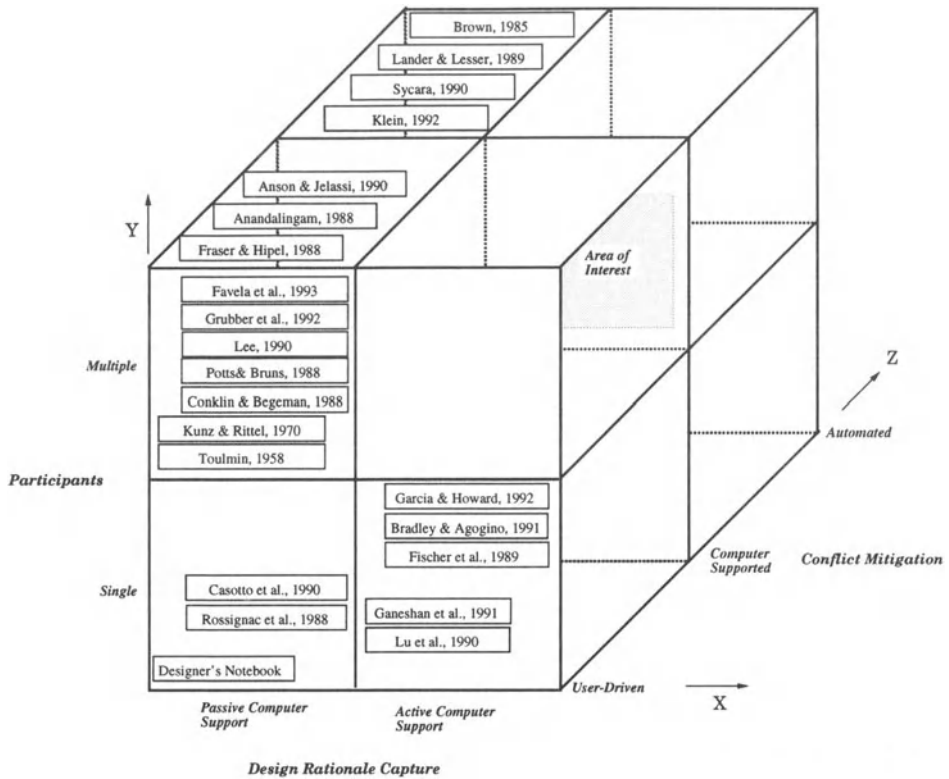 Brown, 1985
Lander & Lesser, 1989
Sycara, 1990
Klein, 1992
Anson & Jelassi, 1990
Anandalingam, 1988
Fraser & Hipel, 1988
Y
Area of
Interest
Favela et al., 1993
Grubber et al., 1992
Lee, 1990
Potts& Bruns, 1988
Conklin & Begeman, 1988
Kunz & Rittel, 1970
Toulmin, 1958
Multiple
Z
Automated
Participants
Garcia & Howard, 1992
Bradley & Agogino, 1991
Fischer et al., 1989
Computer
Supported
Conflict Mitigation
Single
Casotto et al., 1990
Rossignac et al., 1988
Ganeshan et al., 1991
Lu et al., 1990
Designer's Notebook
User-Driven
X
Passive Computer
Support
Active Computer
Support
Design Rationale Capture